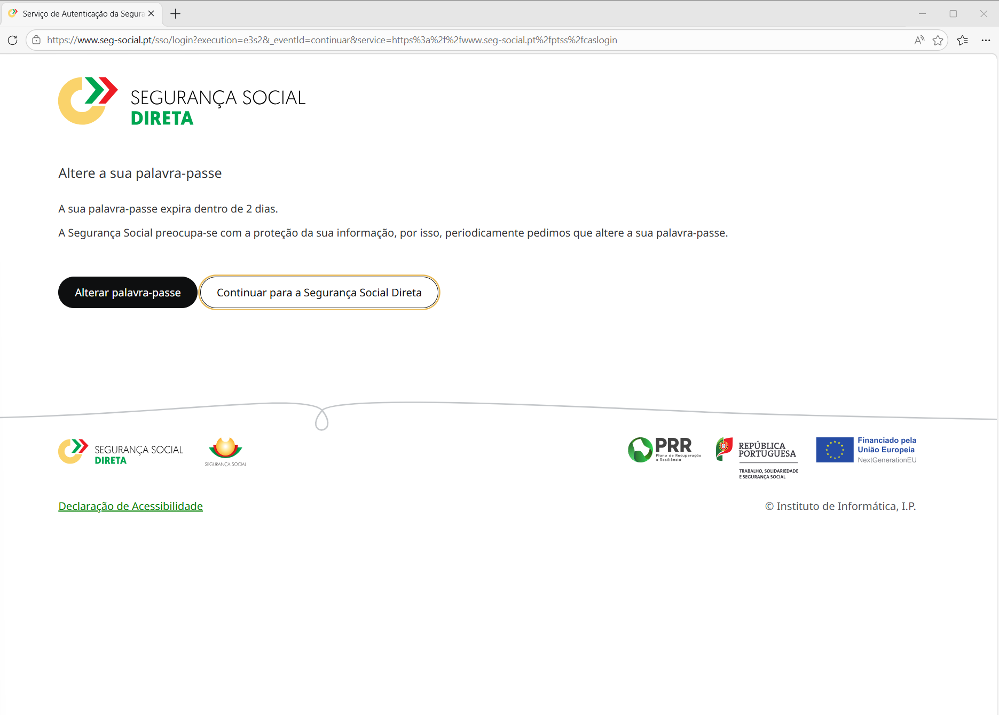 Serviço de Autenticação da Segura
https://www.seg-social.pt/sso/login?execution=e3s2&_eventId=continuar&service=https%3a%2f%2fwww.seg-social.pt%2fptss%2fcaslogin
SEGURANÇA SOCIAL
DIRETA
Altere a sua palavra-passe
A sua palavra-passe expira dentro de 2 dias.
A Segurança Social preocupa-se com a proteção da sua informação, por isso, periodicamente pedimos que altere a sua palavra-passe.
Alterar palavra-passe
Continuar para a Segurança Social Direta
SEGURANÇA SOCIAL
DIRETA
SEGURANÇA SOCIAL
PRR
Plano de Recuperação
e Resiliência
REPÚBLICA
PORTUGUESA
TRABALHO, SOLIDARIEDADE
E SEGURANÇA SOCIAL
Financiado pela
União Europeia
NextGenerationEU
Declaração de Acessibilidade
© Instituto de Informática, I.P.